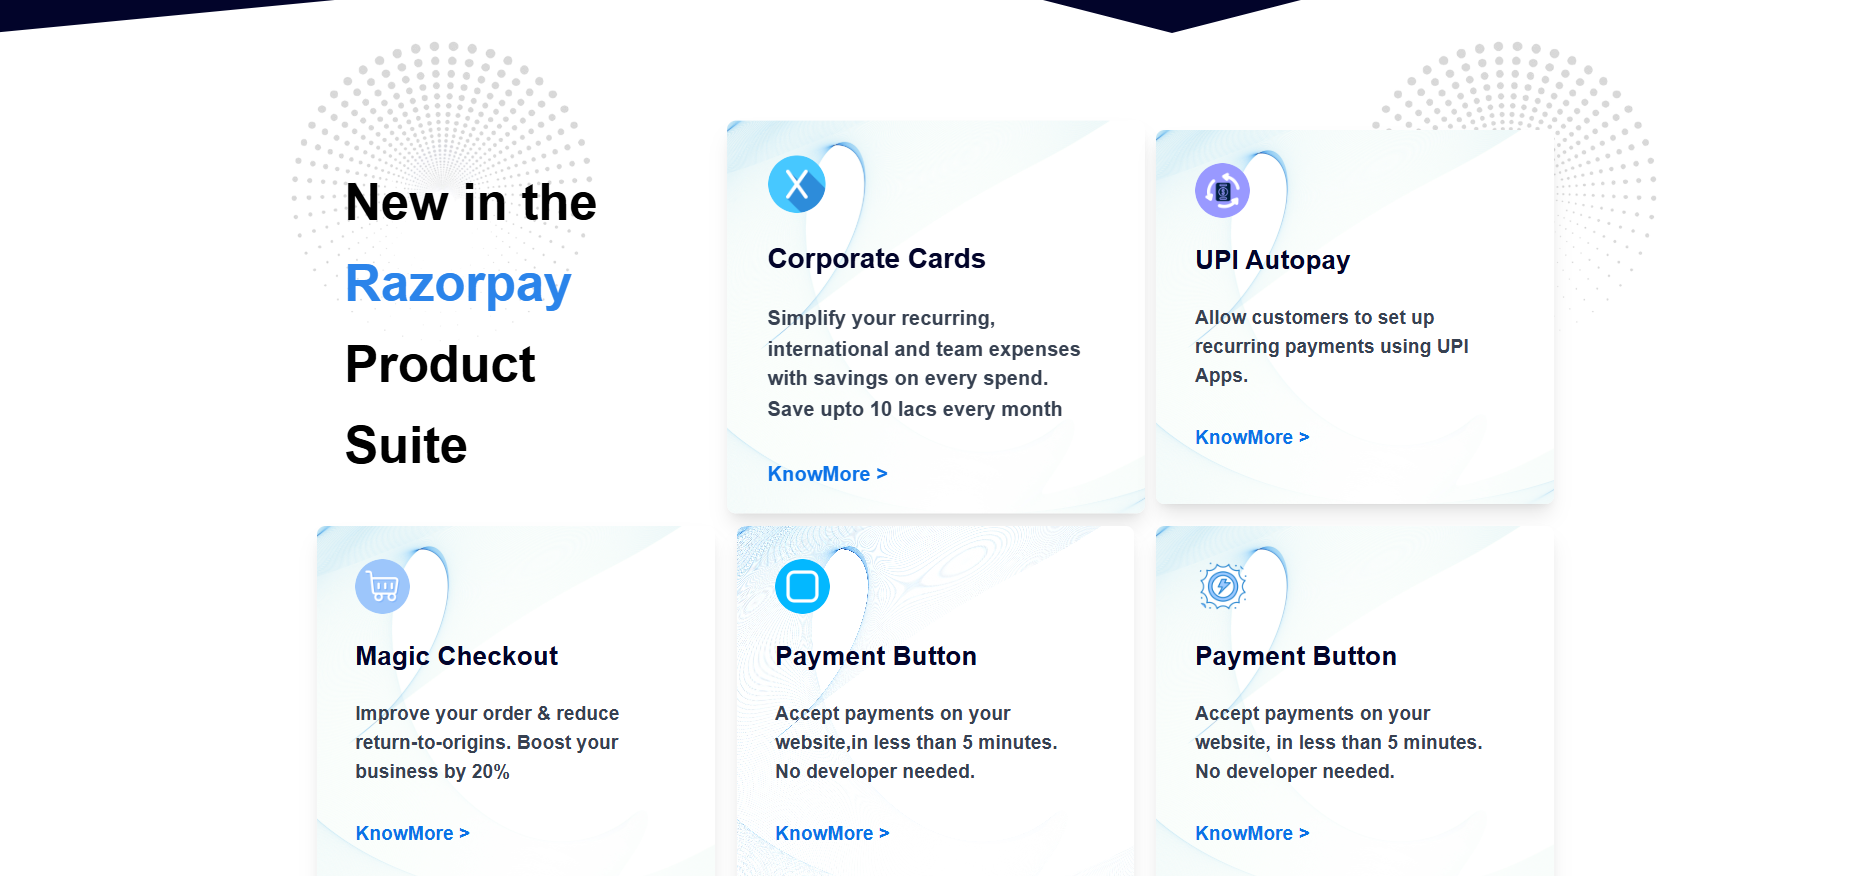 New in the
Razorpay
Product
Suite
Corporate Cards
Simplify your recurring,
international and team expenses
with savings on every spend.
Save upto 10 lacs every month
KnowMore >
UPI Autopay
Allow customers to set up
recurring payments using UPI
Apps.
KnowMore >
Magic Checkout
Improve your order & reduce
return-to-origins. Boost your
business by 20%
KnowMore >
Payment Button
Accept payments on your
website,in less than 5 minutes.
No developer needed.
KnowMore >
Payment Button
Accept payments on your
website, in less than 5 minutes.
No developer needed.
KnowMore >